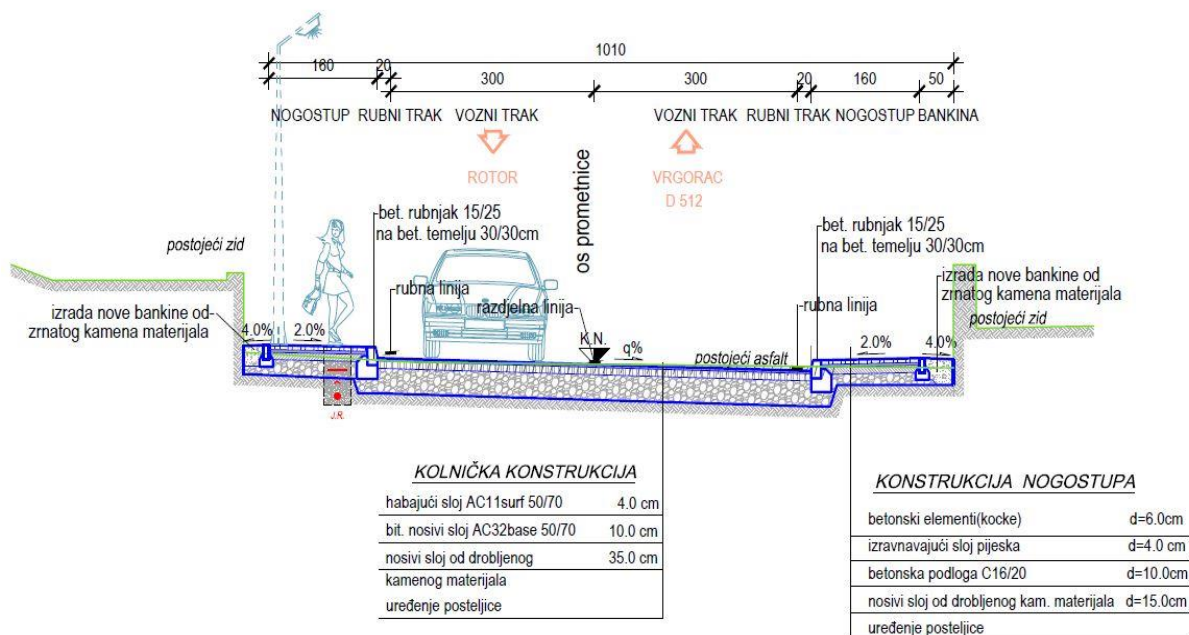 1010
160
20
300
300
20
160
50
NOGOSTUP RUBNI TRAK VOZNI TRAK
VOZNI TRAK RUBNI TRAK NOGOSTUP BANKINA
os prometnice
ROTOR
VRGORAC
D 512
bet. rubnjak 15/25
na bet. temelju 30/30cm
bet. rubnjak 15/25
na bet. temelju 30/30cm
postojeći zid
izrada nove bankine od
zrnatog kamena materijala
rubna linija
razdjelna linija
rubna linija
izrada nove bankine od
zrnatog kamena materijala
postojeći zid
4.0%
2.0%
K.N.
q%
postojeći asfalt
2.0%
4.0%
J.R.
KOLNIČKA KONSTRUKCIJA
habajući sloj AC11surf 50/70 4.0 cm
bit. nosivi sloj AC32base 50/70 10.0 cm
nosivi sloj od drobljenog 35.0 cm
kamenog materijala
uređenje posteljice
KONSTRUKCIJA NOGOSTUPA
betonski elementi(kocke) d=6.0cm
izravnavajući sloj pijeska d=4.0 cm
betonska podloga C16/20 d=10.0cm
nosivi sloj od drobljenog kam. materijala d=15.0cm
uređenje posteljice